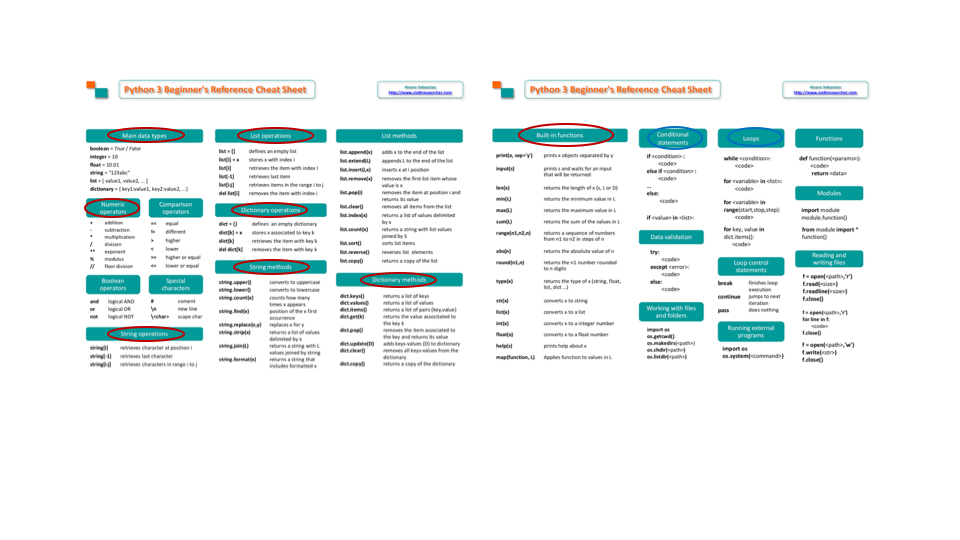 Python 3 Beginner's Reference Cheat Sheet
Alvaro Sebastian
http://www.sixthresearcher.com
Main data types
boolean = True / False
integer = 10
float = 10.01
string = "123abc"
list = [ value1, value2, … ]
dictionary = { key1:value1, key2:value2, …}
Numeric operators
+ addition
- subtraction
* multiplication
/ division
** exponent
% modulus
// floor division
Comparison operators
== equal
!= different
> higher
< lower
>= higher or equal
<= lower or equal
Boolean operators
and logical AND
or logical OR
not logical NOT
Special characters
# coment
\n new line
\<char> scape char
String operations
string[i] retrieves character at position i
string[-1] retrieves last character
string[i:j] retrieves characters in range i to j
List operations
list = [] defines an empty list
list[i] = x stores x with index i
list[i] retrieves the item with index i
list[-1] retrieves last item
list[i:j] retrieves items in the range i to j
del list[i] removes the item with index i
Dictionary operations
dict = {} defines an empty dictionary
dict[k] = x stores x associated to key k
dict[k] retrieves the item with key k
del dict[k] removes the item with key k
String methods
string.upper() converts to uppercase
string.lower() converts to lowercase
string.count(x) counts how many
times x appears
string.find(x) position of the x first
occurrence
string.replace(x,y) replaces x for y
string.strip(x) returns a list of values
delimited by x
string.join(L) returns a string with L
values joined by string
string.format(x) returns a string that
includes formatted x
List methods
list.append(x) adds x to the end of the list
list.extend(L) appends L to the end of the list
list.insert(i,x) inserts x at i position
list.remove(x) removes the first list item whose
value is x
list.pop(i) removes the item at position i and
returns its value
list.clear() removes all items from the list
list.index(x) returns a list of values delimited
by x
list.count(x) returns a string with list values
joined by S
list.sort() sorts list items
list.reverse() reverses list elements
list.copy() returns a copy of the list
Dictionary methods
dict.keys() returns a list of keys
dict.values() returns a list of values
dict.items() returns a list of pairs (key,value)
dict.get(k) returns the value associtated to
the key k
dict.pop() removes the item associated to
the key and returns its value
dict.update(D) adds keys-values (D) to dictionary
dict.clear() removes all keys-values from the
dictionary
dict.copy() returns a copy of the dictionary
Python 3 Beginner's Reference Cheat Sheet
Alvaro Sebastian
http://www.sixthresearcher.com
Built-in functions
print(x, sep='y') prints x objects separated by y
input(s) prints s and waits for an input
that will be returned
len(x) returns the length of x (s, L or D)
min(L) returns the minimum value in L
max(L) returns the maximum value in L
sum(L) returns the sum of the values in L
range(n1,n2,n) returns a sequence of numbers
from n1 to n2 in steps of n
abs(n) returns the absolute value of n
round(n1,n) returns the n1 number rounded
to n digits
type(x) returns the type of x (string, float,
list, dict …)
str(x) converts x to string
list(x) converts x to a list
int(x) converts x to a integer number
float(x) converts x to a float number
help(s) prints help about x
map(function, L) Applies function to values in L
Conditional statements
if <condition> :
<code>
else if <condition> :
<code>
…
else:
<code>
if <value> in <list>:
<code>
Data validation
try:
<code>
except <error>:
<code>
else:
<code>
Working with files and folders
import os
os.getcwd()
os.makedirs(<path>)
os.chdir(<path>)
os.listdir(<path>)
Loops
while <condition>:
<code>
for <variable> in <list>:
<code>
for <variable> in
range(start,stop,step):
<code>
for key, value in
dict.items():
<code>
Loop control statements
break finishes loop
execution
continue jumps to next
iteration
pass does nothing
Running external programs
import os
os.system(<command>)
Functions
def function(<params>):
<code>
return <data>
Modules
import module
module.function()
from module import *
function()
Reading and writing files
f = open(<path>,'r')
f.read(<size>)
f.readline(<size>)
f.close()
f = open(<path>,'r')
for line in f:
<code>
f.close()
f = open(<path>,'w')
f.write(<str>)
f.close()